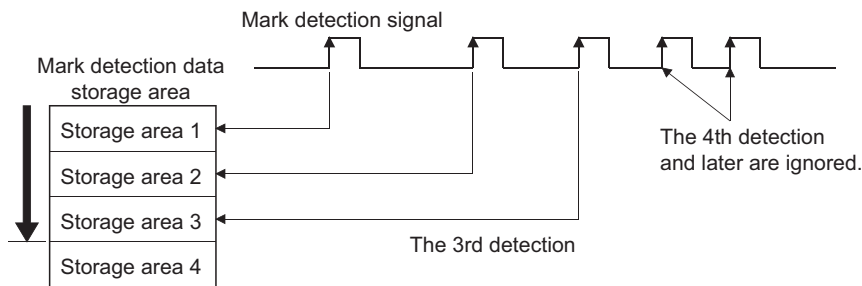 Mark detection signal
Mark detection data
storage area
Storage area 1
Storage area 2
Storage area 3
Storage area 4
The 4th detection
and later are ignored.
The 3rd detection